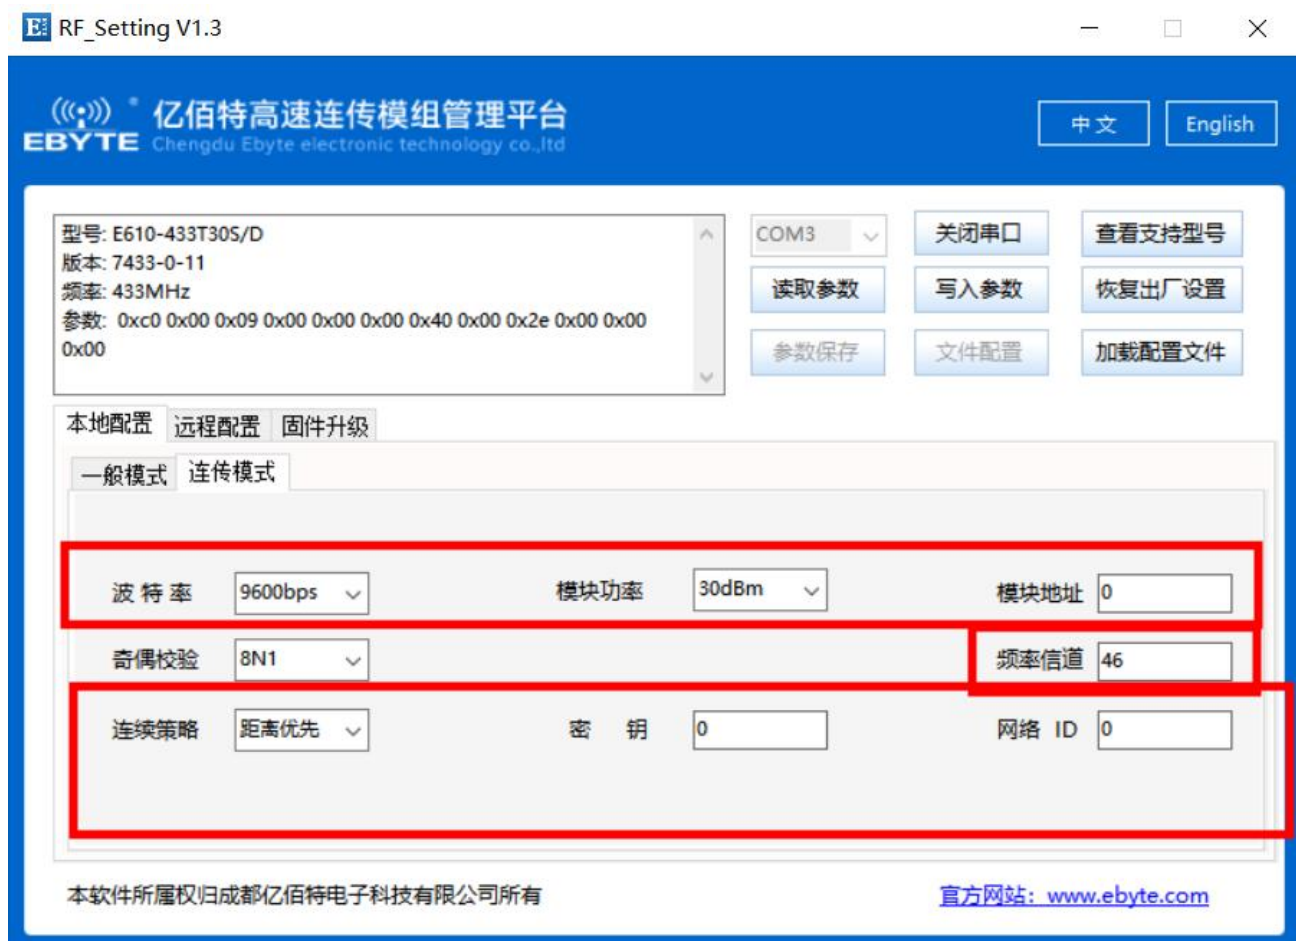 RF_Setting V1.3
亿佰特高速连传模组管理平台
EBYTE Chengdu Ebyte electronic technology co.,ltd
中文 English
型号: E610-433T30S/D
版本: 7433-0-11
频率: 433MHz
参数: 0xc0 0x00 0x09 0x00 0x00 0x00 0x40 0x00 0x2e 0x00 0x00
0x00
COM3 关闭串口 查看支持型号
读取参数 写入参数 恢复出厂设置
参数保存 文件配置 加载配置文件
本地配置 远程配置 固件升级
一般模式 连传模式
波特率 9600bps 模块功率 30dBm 模块地址 0
奇偶校验 8N1 频率信道 46
连续策略 距离优先 密钥 0 网络 ID 0
本软件所属权归成都亿佰特电子科技有限公司所有 官方网站：www.ebyte.com